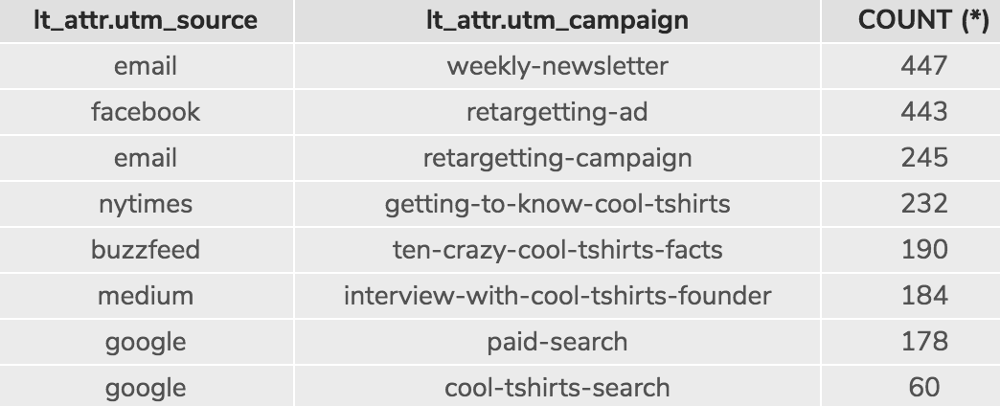 lt_attr.utm_source lt_attr.utm_campaign COUNT (*)
email weekly-newsletter 447
facebook retargetting-ad 443
email retargetting-campaign 245
nytimes getting-to-know-cool-tshirts 232
buzzfeed ten-crazy-cool-tshirts-facts 190
medium interview-with-cool-tshirts-founder 184
google paid-search 178
google cool-tshirts-search 60